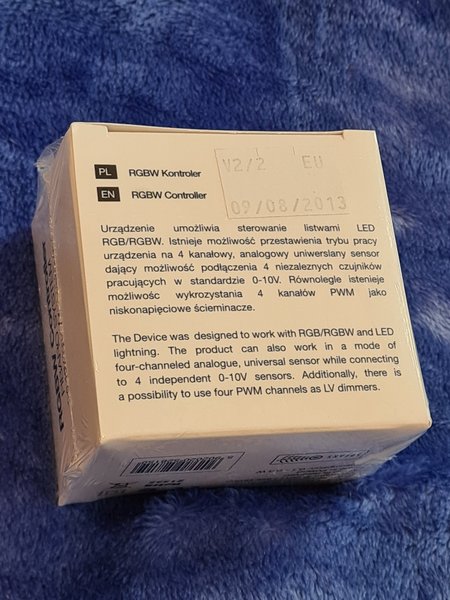 PL RGBW Kontroler
EN RGBW Controller
V2/2 EU
09/08/2013
Urządzenie umożliwia sterowanie listwami LED
RGB/RGBW. Istnieje możliwość przestawienia trybu pracy
urządzenia na 4 kanałowy, analogowy uniwerslany sensor
dający możliwość podłączenia 4 niezależnych czujników
pracujących w standardzie 0-10V. Równolegle istenieje
możliwośc wykrozystania 4 kanałów PWM jako
niskonapięciowe ściemniacze.
The Device was designed to work with RGB/RGBW and LED
lightning. The product can also work in a mode of
four-channeled analogue, universal sensor while connecting
to 4 independent 0-10V sensors. Additionally, there is
a possibility to use four PWM channels as LV dimmers.